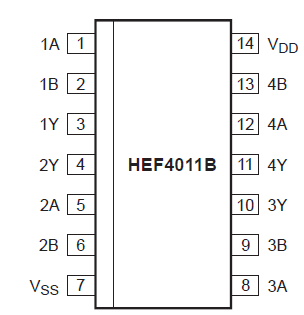 1A 1 14 VDD
1B 2 13 4B
1Y 3 12 4A
2Y 4 HEF4011B 11 4Y
2A 5 10 3Y
2B 6 9 3B
VSS 7 8 3A